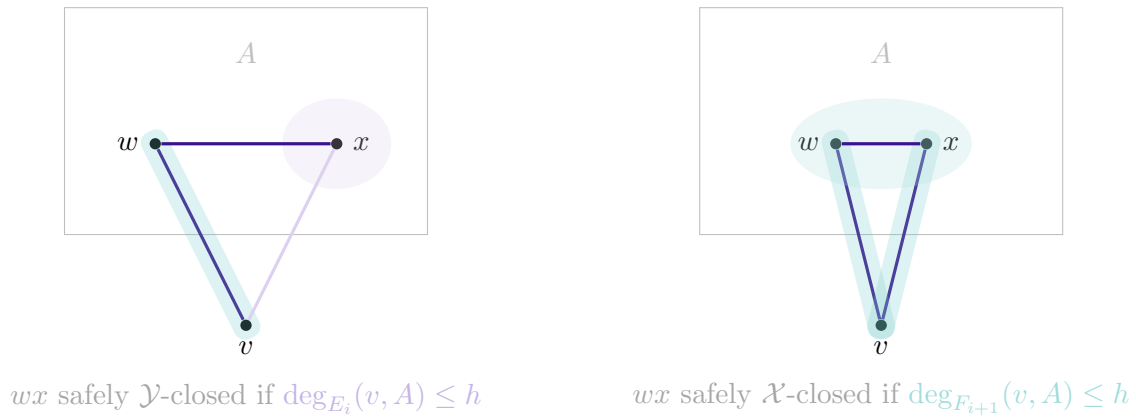 A
A
w
x
w
x
v
v
wx safely 𝒴-closed if deg_{E_i}(v, A) ≤ h
wx safely 𝒳-closed if deg_{F_{i+1}}(v, A) ≤ h